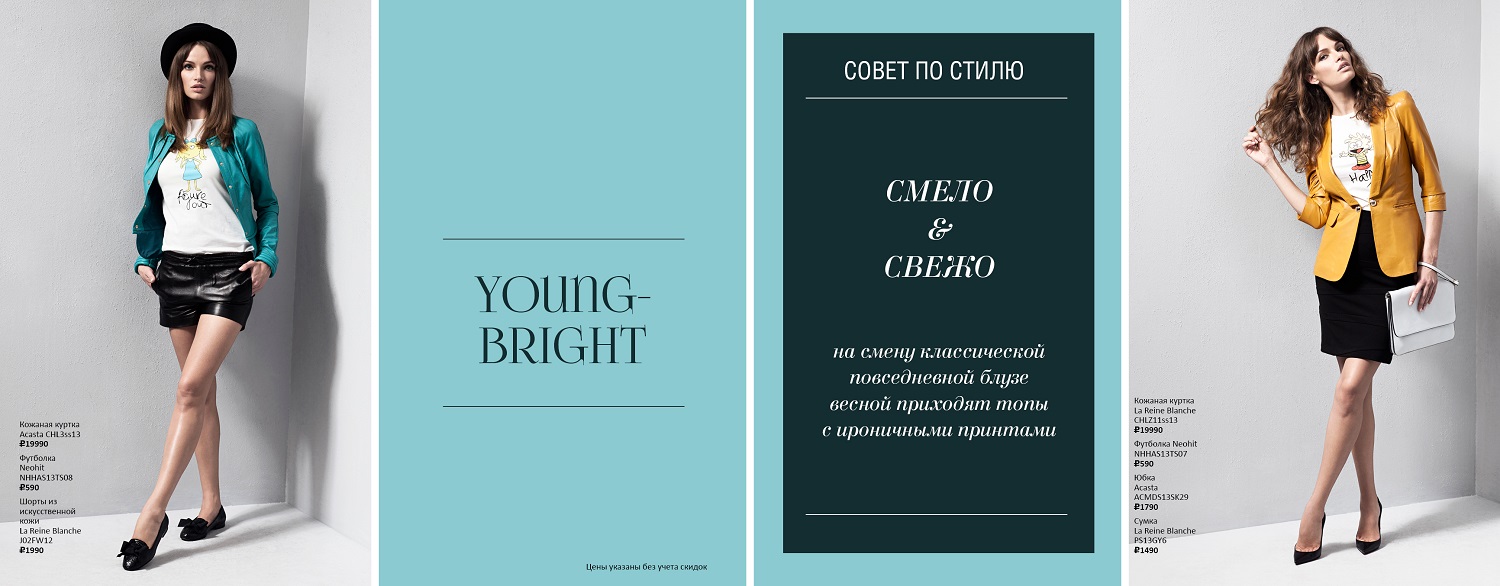 figure
out
Кожаная куртка
Acasta CHL3ss13
₽19990
Футболка
Neohit
NHHAS13TS08
₽590
Шорты из
искусственной
кожи
La Reine Blanche
J02FW12
₽1990
YOUNG-
BRIGHT
Цены указаны без учета скидок
СОВЕТ ПО СТИЛЮ
СМЕЛО
&
СВЕЖО
на смену классической
повседневной блузе
весной приходят топы
с ироничными принтами
Кожаная куртка
La Reine Blanche
CHLZ11ss13
₽19990
Футболка Neohit
NHHAS13TS07
₽590
Юбка
Acasta
ACMDS13SK29
₽1790
Сумка
La Reine Blanche
PS13GY6
₽1490